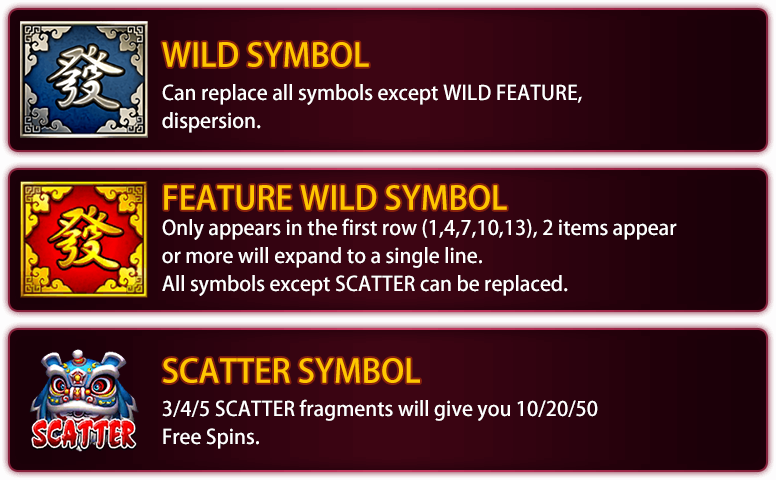 發
WILD SYMBOL
Can replace all symbols except WILD FEATURE,
dispersion.
發
FEATURE WILD SYMBOL
Only appears in the first row (1,4,7,10,13), 2 items appear
or more will expand to a single line.
All symbols except SCATTER can be replaced.
SCATTER
SCATTER SYMBOL
3/4/5 SCATTER fragments will give you 10/20/50
Free Spins.